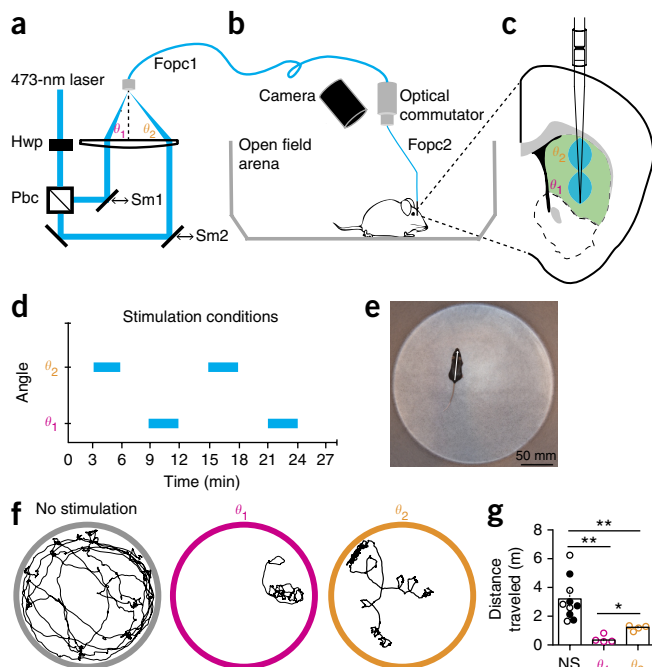 a
b
c
Fopc1
473-nm laser
Camera
Optical commutator
θ1
θ2
Hwp
Open field arena
Fopc2
θ2
θ1
Pbc
Sm1
Sm2
d
e
Stimulation conditions
Angle
θ2
θ1
0 3 6 9 12 15 18 21 24 27
Time (min)
50 mm
f
No stimulation
θ1
θ2
g
**
**
*
Distance traveled (m)
8
6
4
2
0
NS